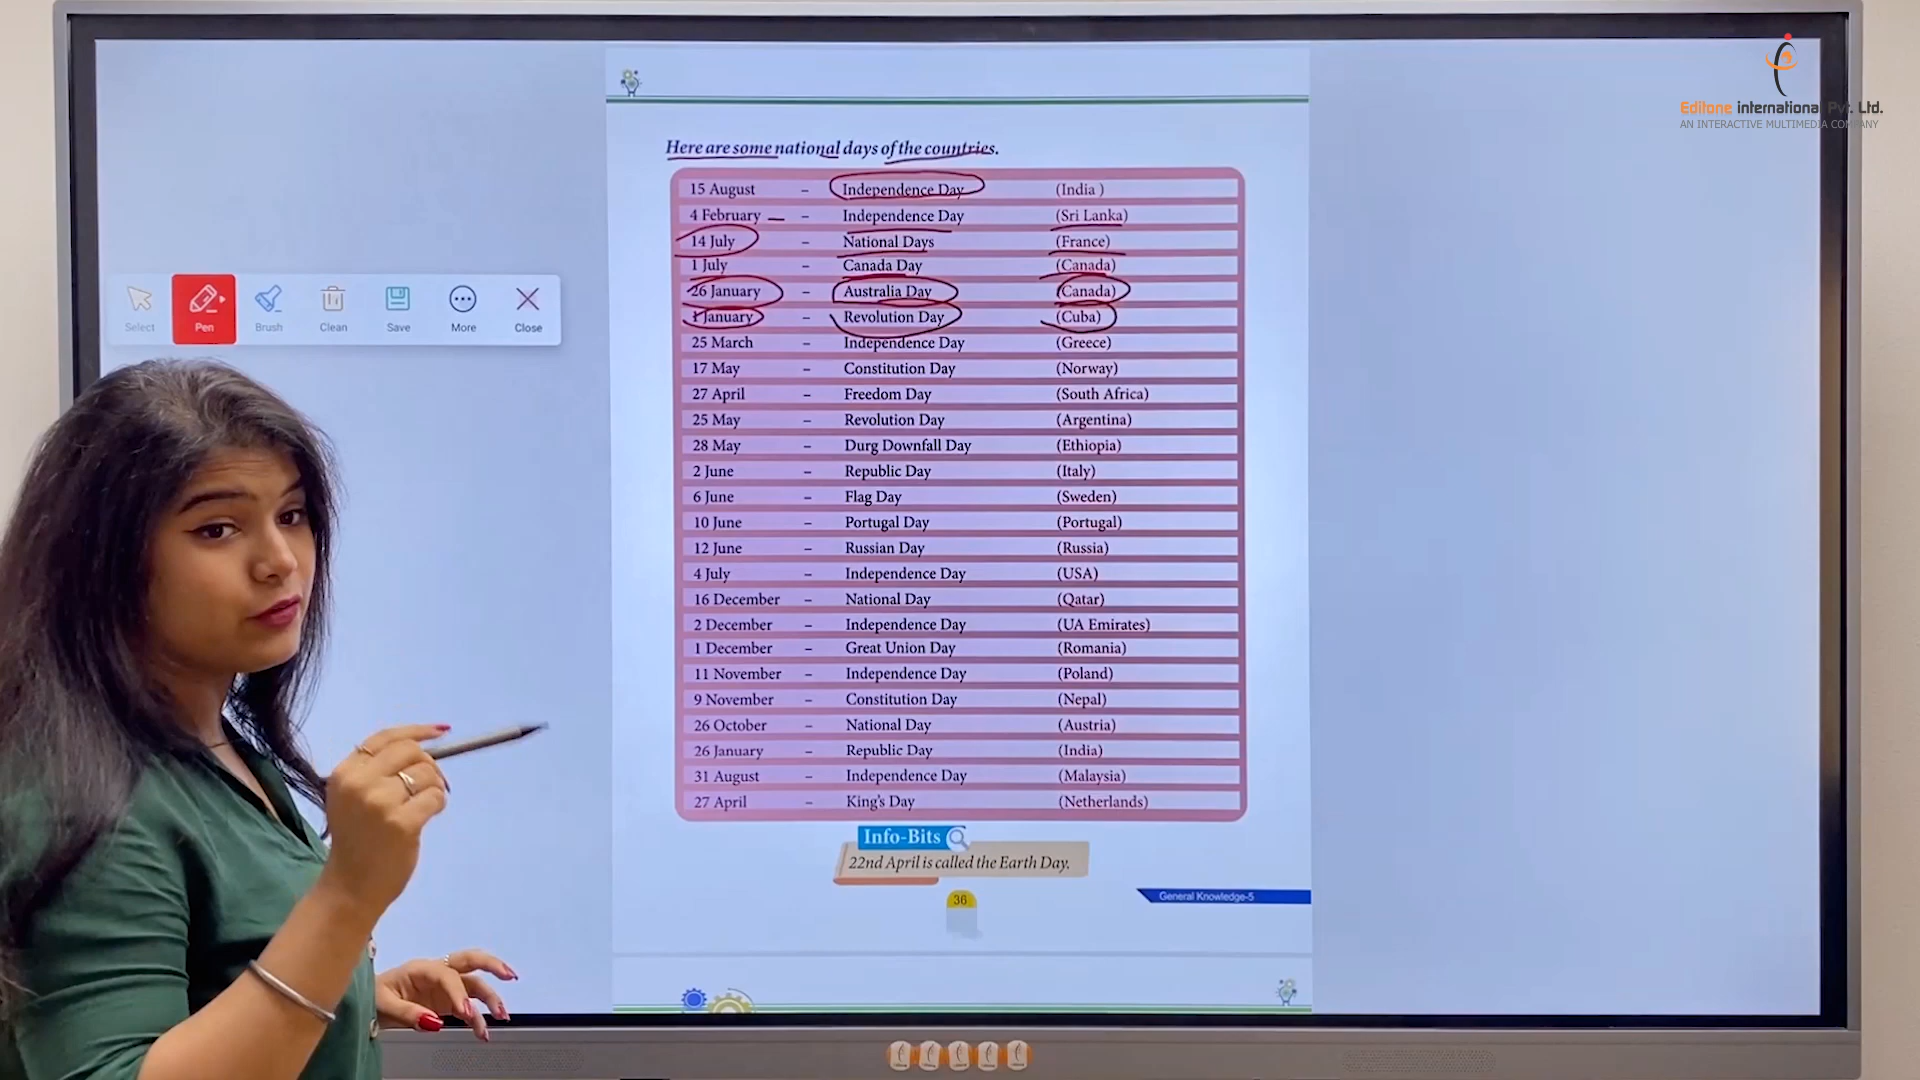 Editone international Pvt. Ltd.
AN INTERACTIVE MULTIMEDIA COMPANY
Here are some national days of the countries.
15 August – Independence Day (India )
4 February – Independence Day (Sri Lanka)
14 July – National Days (France)
1 July – Canada Day (Canada)
26 January – Australia Day (Canada)
1 January – Revolution Day (Cuba)
25 March – Independence Day (Greece)
17 May – Constitution Day (Norway)
27 April – Freedom Day (South Africa)
25 May – Revolution Day (Argentina)
28 May – Durg Downfall Day (Ethiopia)
2 June – Republic Day (Italy)
6 June – Flag Day (Sweden)
10 June – Portugal Day (Portugal)
12 June – Russian Day (Russia)
4 July – Independence Day (USA)
16 December – National Day (Qatar)
2 December – Independence Day (UA Emirates)
1 December – Great Union Day (Romania)
11 November – Independence Day (Poland)
9 November – Constitution Day (Nepal)
26 October – National Day (Austria)
26 January – Republic Day (India)
31 August – Independence Day (Malaysia)
27 April – King's Day (Netherlands)
Select Pen Brush Clean Save More Close
Info-Bits
22nd April is called the Earth Day.
36
General Knowledge-5